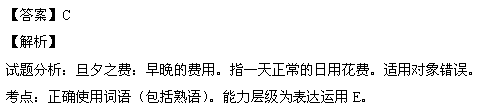 【答案】C
【解析】
试题分析：旦夕之费：早晚的费用。指一天正常的日用花费。适用对象错误。
考点：正确使用词语（包括熟语）。能力层级为表达运用 E。